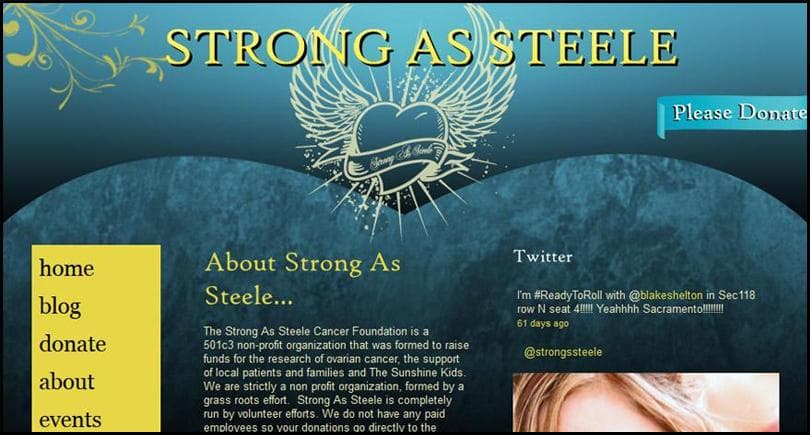 STRONG AS STEELE
Please Donate
Strong As Steele
home
blog
donate
about
events
About Strong As
Steele...
The Strong As Steele Cancer Foundation is a
501c3 non-profit organization that was formed to raise
funds for the research of ovarian cancer, the support
of local patients and families and The Sunshine Kids.
We are strictly a non profit organization, formed by a
grass roots effort.  Strong As Steele is completely
run by volunteer efforts. We do not have any paid
employees so your donations go directly to the
Twitter
I'm #ReadyToRoll with @blakeshelton in Sec118
row N seat 4!!!!! Yeahhhh Sacramento!!!!!!!!
61 days ago
@strongssteele